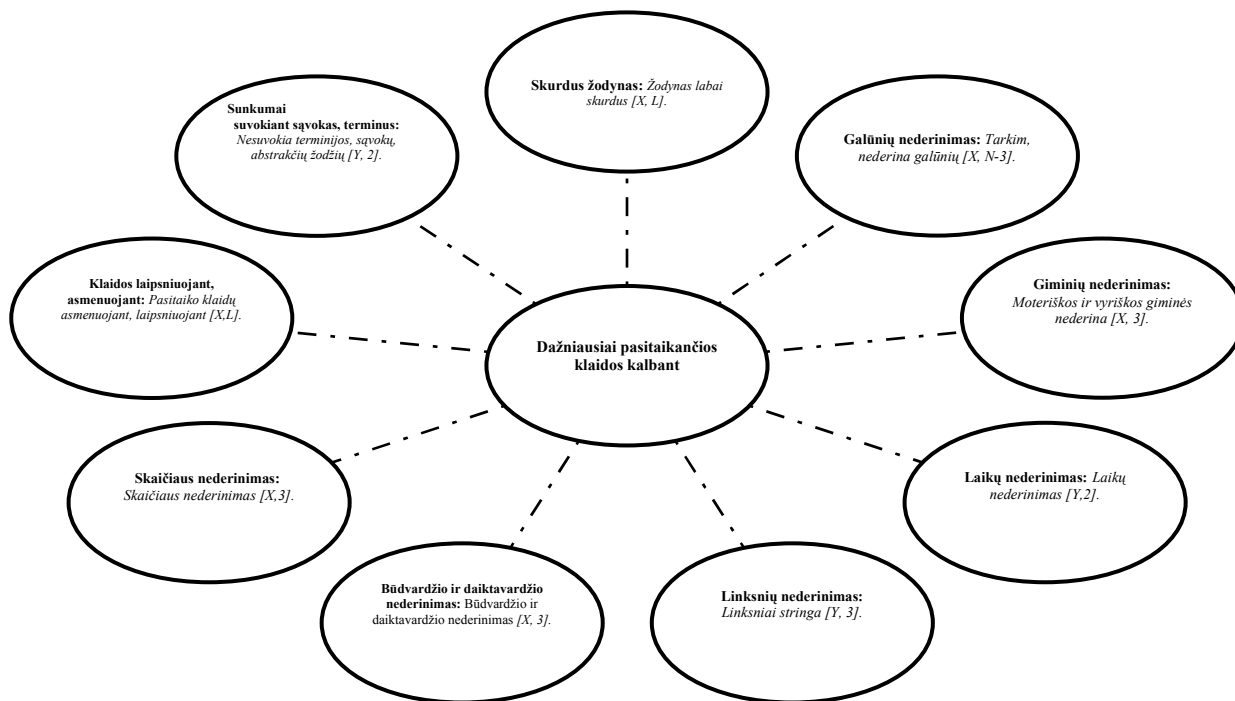 Skurdus žodynas: Žodynas labai
skurdus [X, L].
Sunkumai
suvokiant sąvokas, terminus:
Nesuvokia terminijos, sąvokų,
abstrakčių žodžių [Y, 2].
Galūnių nederinimas: Tarkim,
nederina galūnių [X, N-3].
Klaidos laipsniuojant,
asmenuojant: Pasitaiko klaidų
asmenuojant, laipsniuojant [X,L].
Giminių nederinimas:
Moteriškos ir vyriškos giminės
nederina [X, 3].
Dažniausiai pasitaikančios
klaidos kalbant
Skaičiaus nederinimas:
Skaičiaus nederinimas [X,3].
Laikų nederinimas: Laikų
nederinimas [Y,2].
Būdvardžio ir daiktavardžio
nederinimas: Būdvardžio ir
daiktavardžio nederinimas [X, 3].
Linksnių nederinimas:
Linksniai stringa [Y, 3].